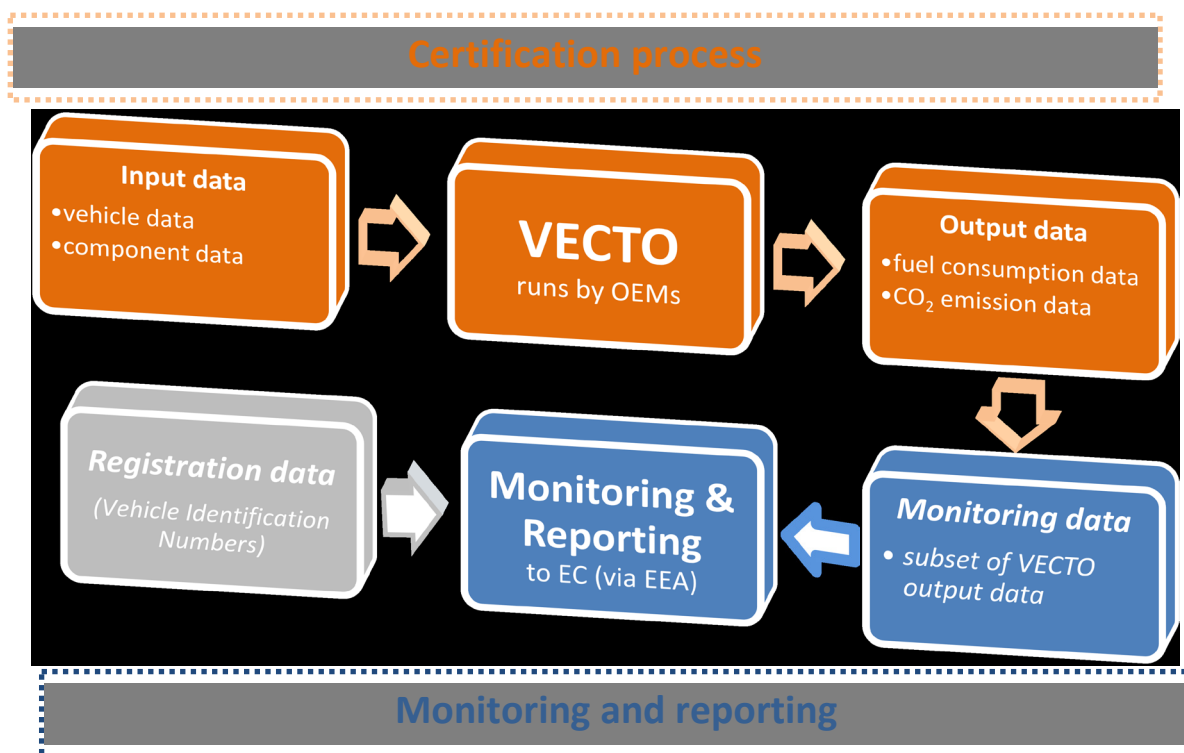 Certification process
Input data
•vehicle data
•component data
VECTO
runs by OEMs
Output data
•fuel consumption data
•CO₂ emission data
Registration data
(Vehicle Identification
Numbers)
Monitoring &
Reporting
to EC (via EEA)
Monitoring data
• subset of VECTO
output data
Monitoring and reporting